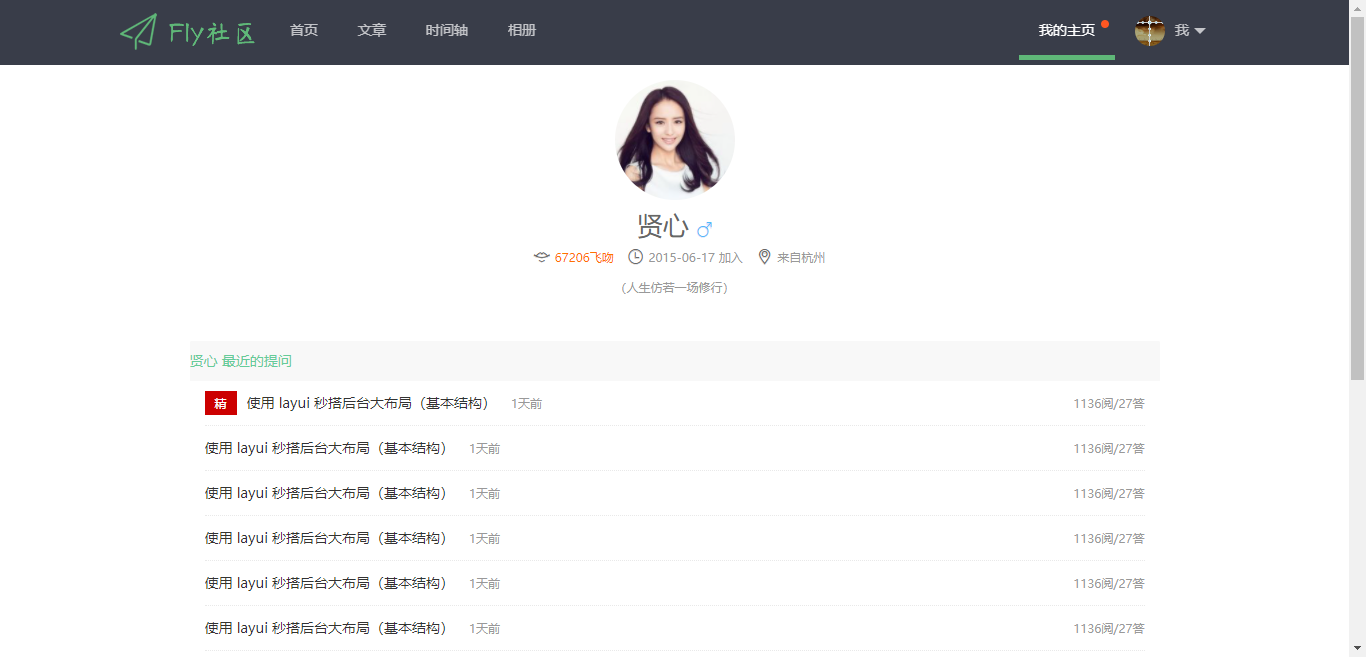 Fly社区 首页 文章 时间轴 相册 我的主页 我
贤心
67206飞吻 2015-06-17 加入 来自杭州
（人生仿若一场修行）
贤心 最近的提问
精 使用 layui 秒搭后台大布局（基本结构） 1天前 1136阅/27答
使用 layui 秒搭后台大布局（基本结构） 1天前 1136阅/27答
使用 layui 秒搭后台大布局（基本结构） 1天前 1136阅/27答
使用 layui 秒搭后台大布局（基本结构） 1天前 1136阅/27答
使用 layui 秒搭后台大布局（基本结构） 1天前 1136阅/27答
使用 layui 秒搭后台大布局（基本结构） 1天前 1136阅/27答